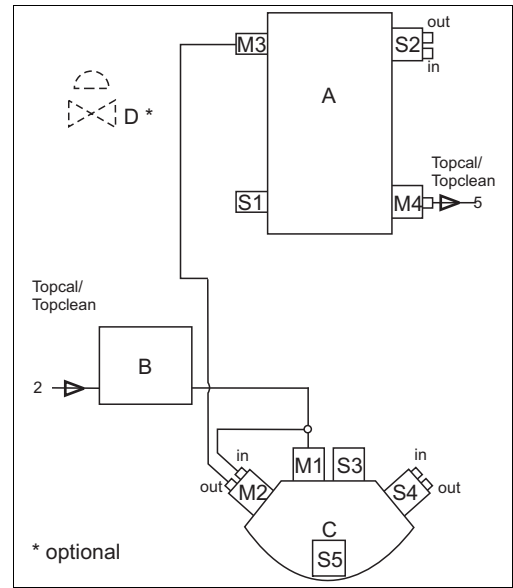 M3
S2
out
in
A
D *
Topcal/
Topclean
S1
M4
5
Topcal/
Topclean
B
2
in
out
M2
M1
S3
in
S4
out
C
S5
* optional